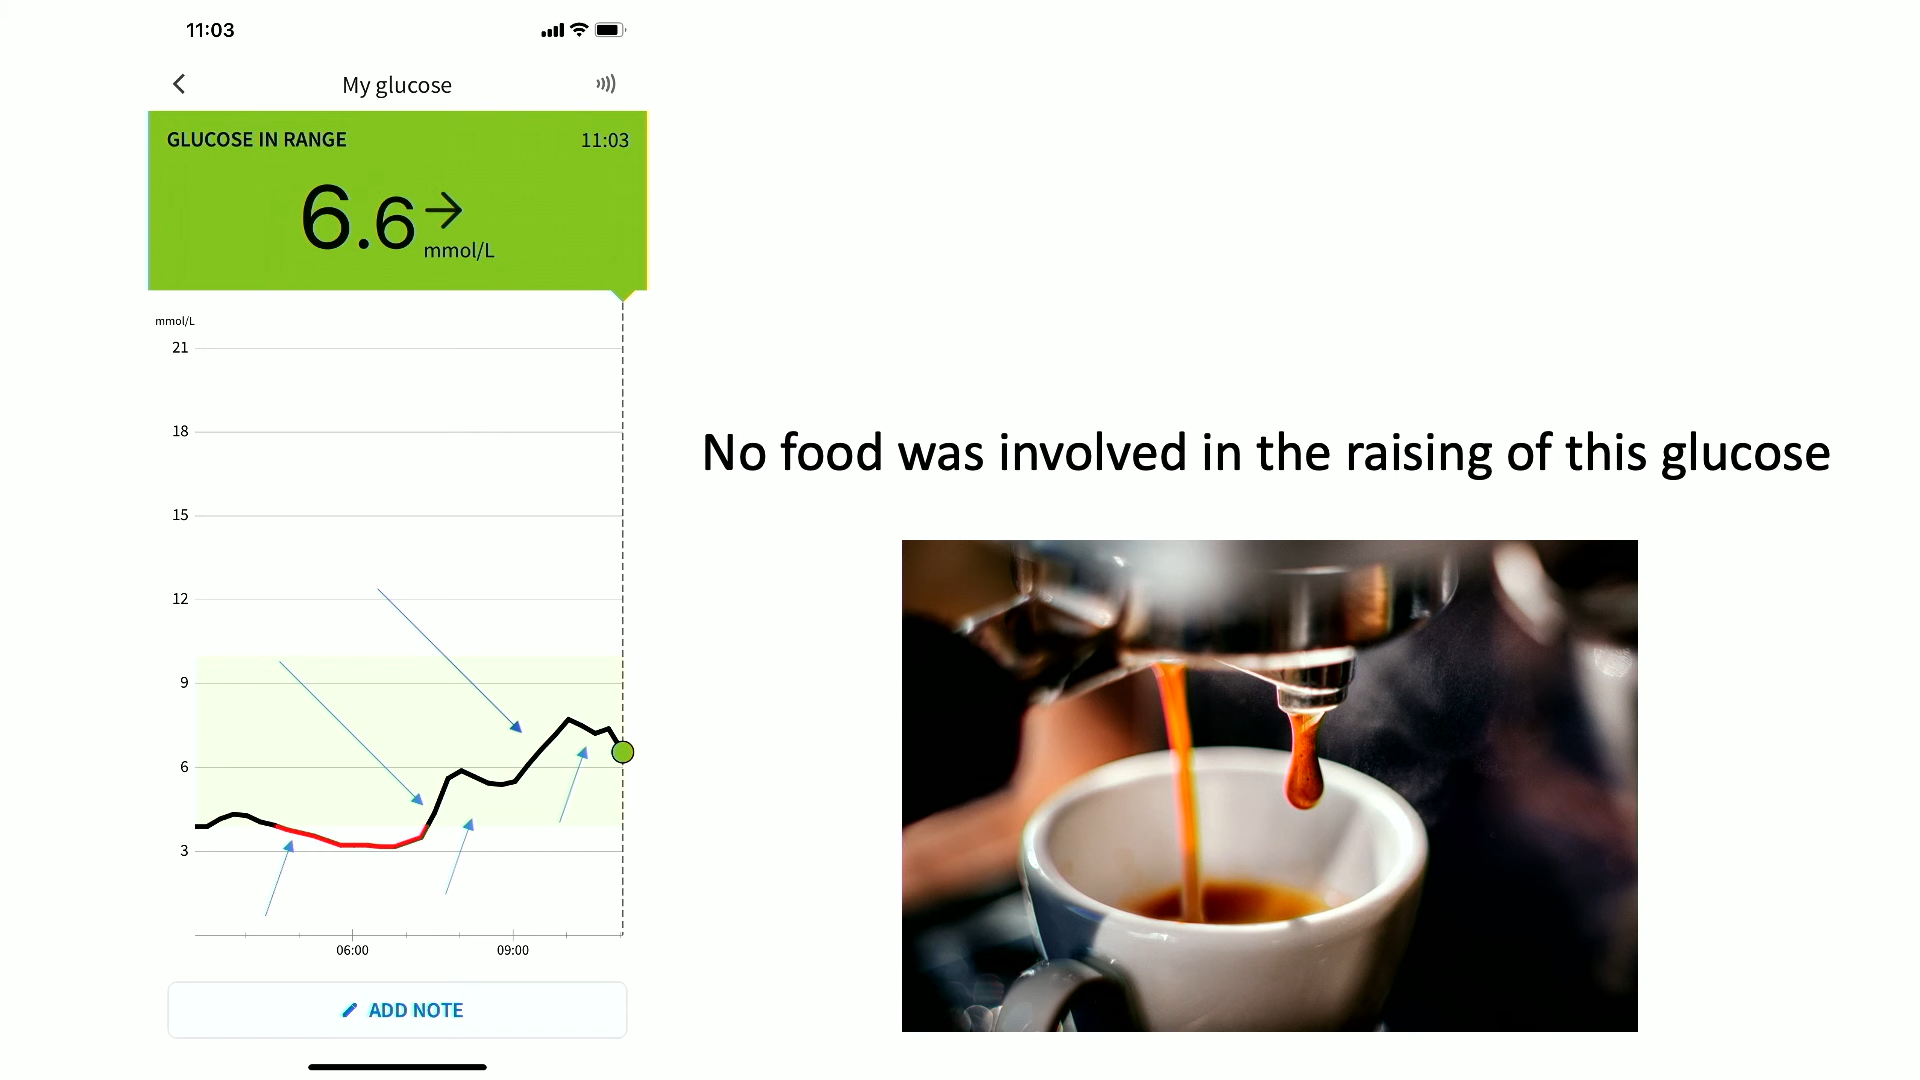 11:03
My glucose
GLUCOSE IN RANGE 11:03
6.6
mmol/L
mmol/L
21
18
15
12
9
6
3
06:00 09:00
ADD NOTE
No food was involved in the raising of this glucose